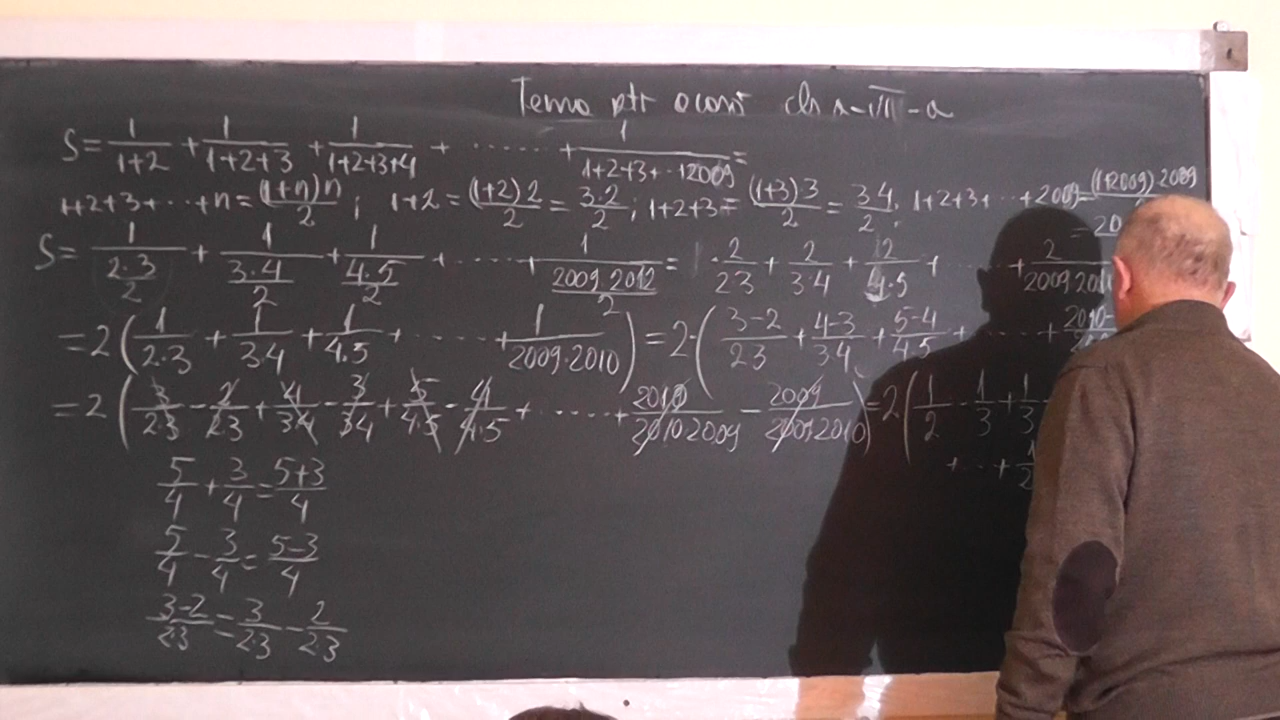 Tema ptr acasă cls a-VII-a
S = 1/(1+2) + 1/(1+2+3) + 1/(1+2+3+4) + ....... + 1/(1+2+3+..+2009) =
1+2+3+...+n = (1+n)n/2 ; 1+2 = (1+2)2/2 = 3·2/2 ; 1+2+3 = (1+3)3/2 = 3·4/2 ; 1+2+3+...+2009 = (1+2009)·2009
= 20
S = 1/(2·3/2) + 1/(3·4/2) + 1/(4·5/2) + ....... + 1/(2009·2012/2) = 1·2/(2·3) + 2/(3·4) + 2/(4·5) + ...... + 2/(2009·2010
= 2(1/(2·3) + 1/(3·4) + 1/(4·5) + ....... + 1/(2009·2010)) = 2·((3-2)/(2·3) + (4-3)/(3·4) + (5-4)/(4·5) + ...... + 2010-
= 2(3/(2·3) - 2/(2·3) + 4/(3·4) - 3/(3·4) + 5/(4·5) - 4/(4·5) + ....... + 2010/(2010·2009) - 2009/(2009·2010)) = 2(1/2 - 1/3 + 1/3
+ ... + 1/2
5/4 + 3/4 = (5+3)/4
5/4 - 3/4 = (5-3)/4
(3-2)/(2·3) = 3/(2·3) - 2/(2·3)